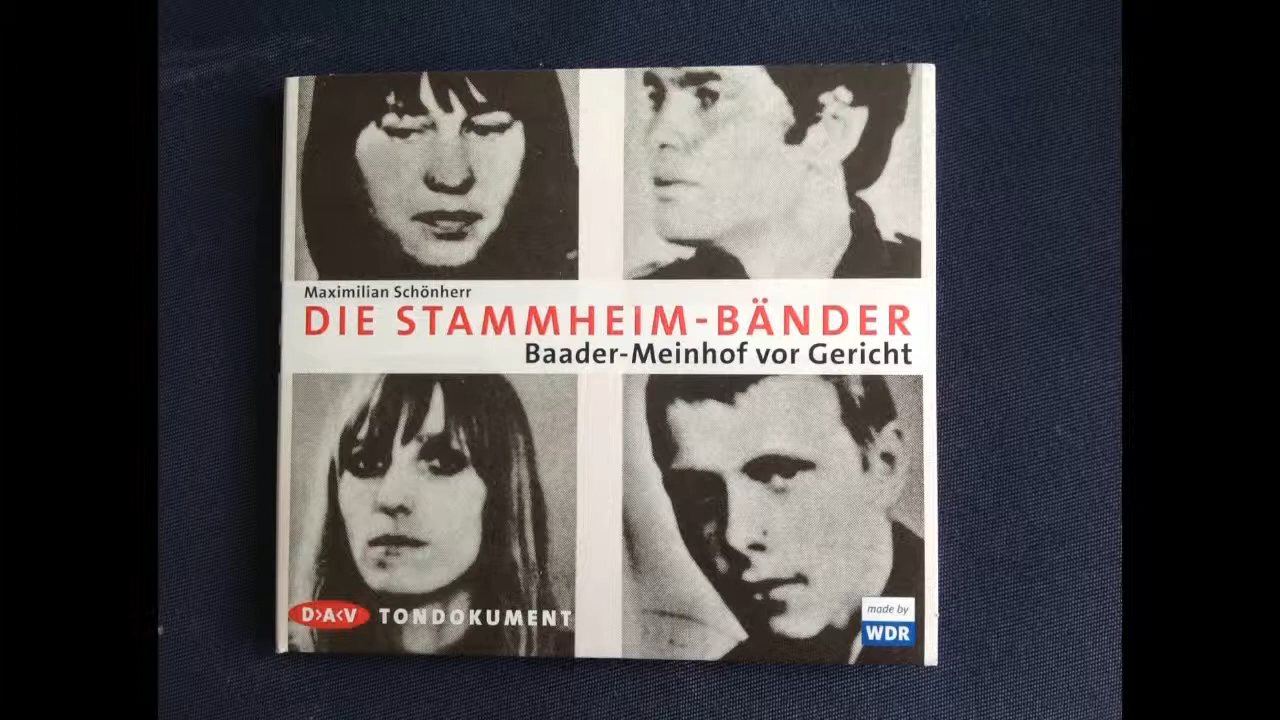 Maximilian Schönherr
DIE STAMMHEIM-BÄNDER
Baader-Meinhof vor Gericht
D>A<V TONDOKUMENT
made by
WDR